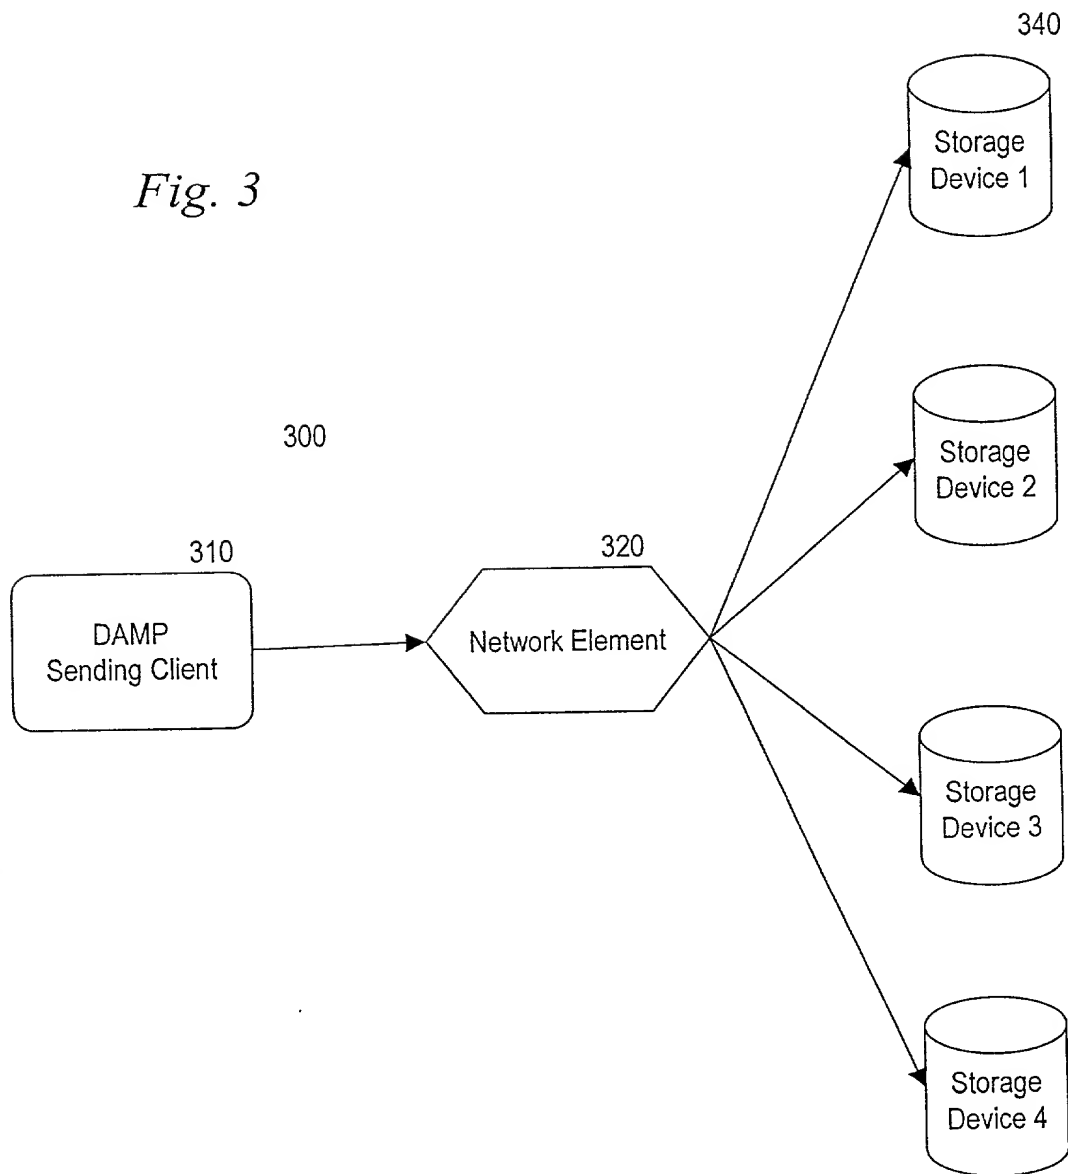 340
Storage
Device 1
Fig. 3
Storage
Device 2
300
310
320
DAMP
Sending Client
Network Element
Storage
Device 3
Storage
Device 4